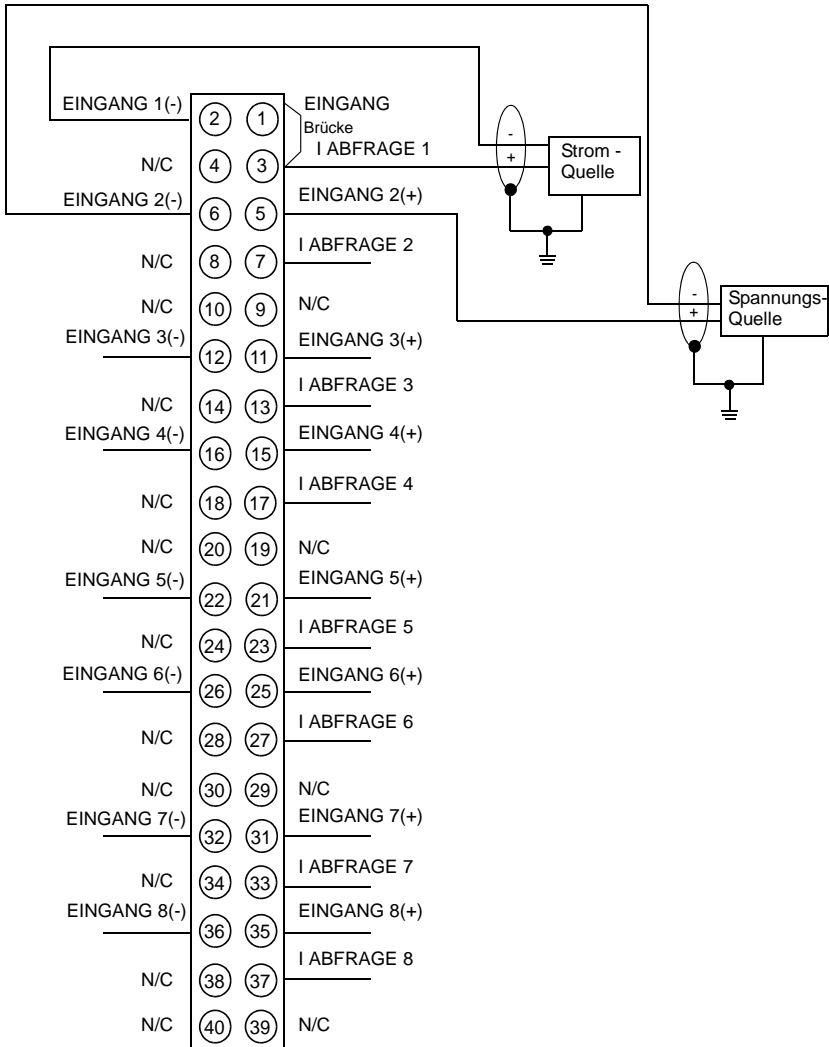 EINGANG 1(-) 2 1 EINGANG
Brücke
N/C 4 3 I ABFRAGE 1
EINGANG 2(-) 6 5 EINGANG 2(+)
N/C 8 7 I ABFRAGE 2
N/C 10 9 N/C
EINGANG 3(-) 12 11 EINGANG 3(+)
N/C 14 13 I ABFRAGE 3
EINGANG 4(-) 16 15 EINGANG 4(+)
N/C 18 17 I ABFRAGE 4
N/C 20 19 N/C
EINGANG 5(-) 22 21 EINGANG 5(+)
N/C 24 23 I ABFRAGE 5
EINGANG 6(-) 26 25 EINGANG 6(+)
N/C 28 27 I ABFRAGE 6
N/C 30 29 N/C
EINGANG 7(-) 32 31 EINGANG 7(+)
N/C 34 33 I ABFRAGE 7
EINGANG 8(-) 36 35 EINGANG 8(+)
N/C 38 37 I ABFRAGE 8
N/C 40 39 N/C
-
+
Strom -
Quelle
-
+
Spannungs-
Quelle